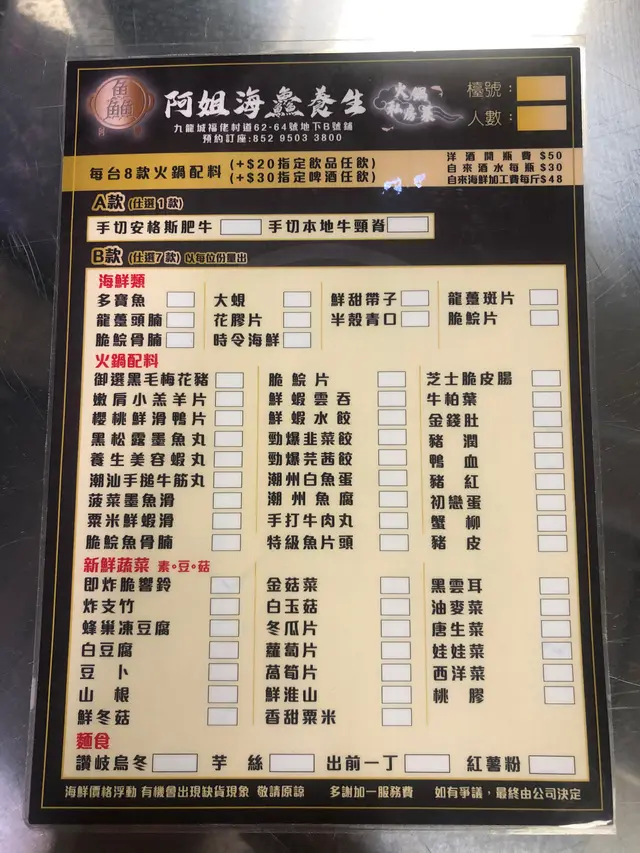 阿姐海鱻養生
火鍋
私房菜
九龍城福佬村道62-64號地下B號鋪
預約訂座:852 9503 3800
檯號：
人數：
每台8款火鍋配料 (+$20指定飲品任飲)
(+$30指定啤酒任飲)
洋酒開瓶費 $50
自來酒水每瓶 $30
自來海鮮加工費每斤 $48
A款 (任選1款)
手切安格斯肥牛 手切本地牛頸脊
B款 (任選7款) 以每位份量出
海鮮類
多寶魚 大蜆 鮮甜帶子 龍躉斑片
龍躉頭腩 花膠片 半殼青口 脆鯇片
脆鯇骨腩 時令海鮮
火鍋配料
御選黑毛梅花豬 脆鯇片 芝士脆皮腸
嫩肩小羔羊片 鮮蝦雲吞 牛柏葉
櫻桃鮮滑鴨片 鮮蝦水餃 金錢肚
黑松露墨魚丸 勁爆韭菜餃 豬潤
養生美容蝦丸 勁爆芫茜餃 鴨血
潮汕手搥牛筋丸 潮州白魚蛋 豬紅
菠菜墨魚滑 潮州魚腐 初戀蛋
粟米鮮蝦滑 手打牛肉丸 蟹柳
脆鯇魚骨腩 特級魚片頭 豬皮
新鮮蔬菜 素。豆。菇
即炸脆響鈴 金菇菜 黑雲耳
炸支竹 白玉菇 油麥菜
蜂巢凍豆腐 冬瓜片 唐生菜
白豆腐 蘿蔔片 娃娃菜
豆卜 萵筍片 西洋菜
山根 鮮淮山 桃膠
鮮冬菇 香甜粟米
麵食
讚岐烏冬 芋絲 出前一丁 紅薯粉
海鮮價格浮動 有機會出現缺貨現象 敬請原諒 多謝加一服務費 如有爭議，最終由公司決定